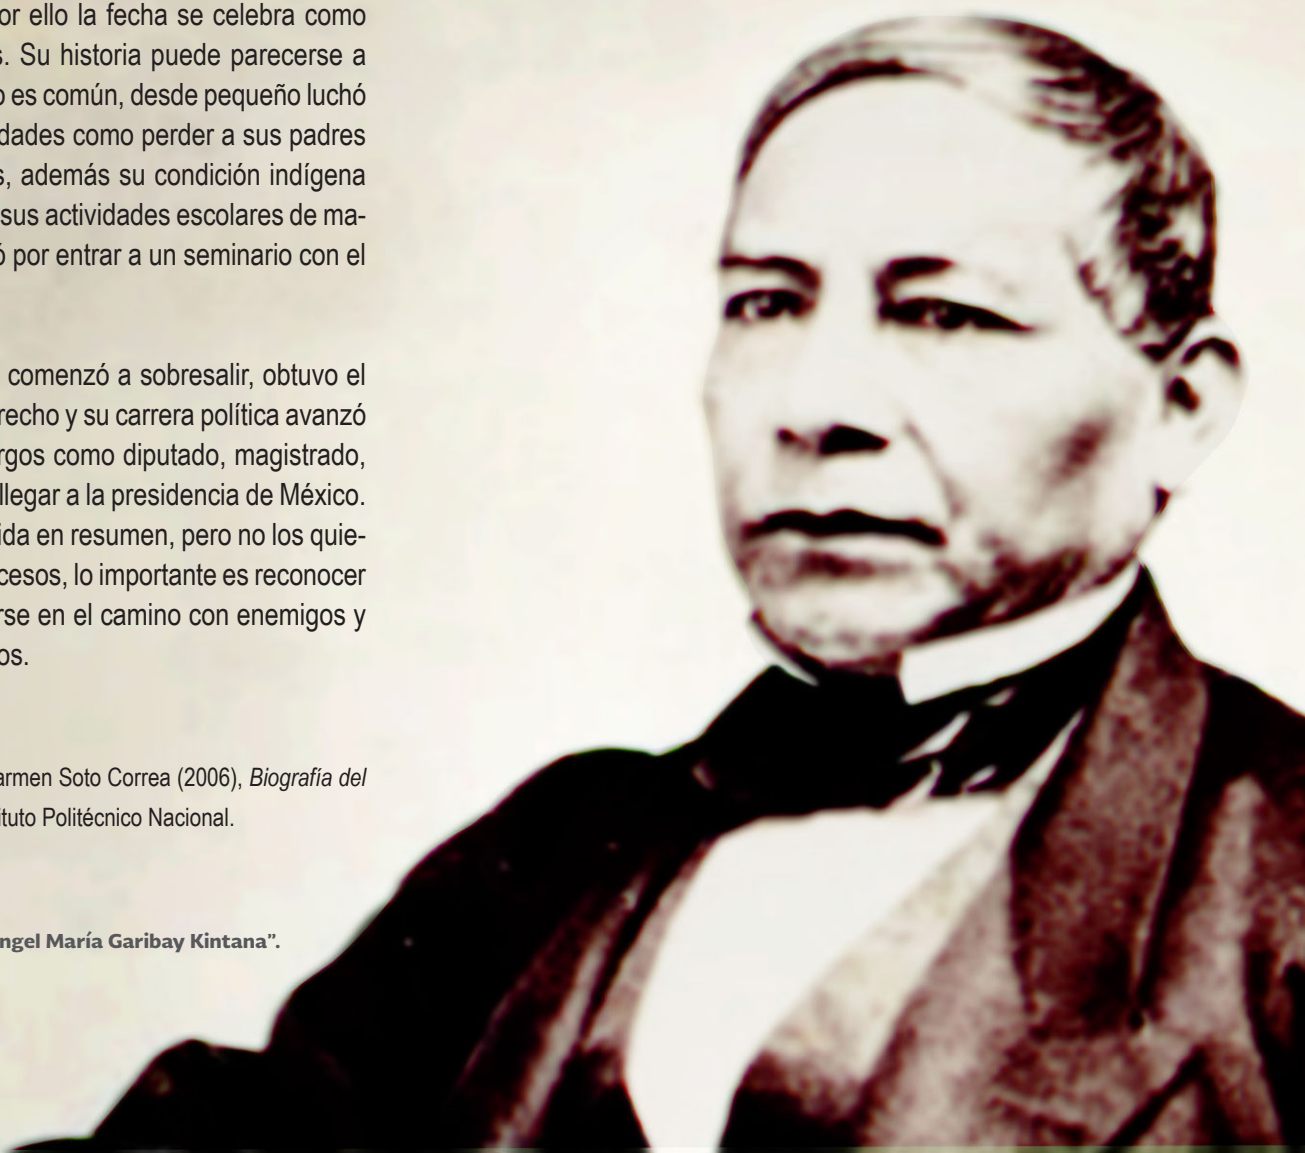 or ello la fecha se celebra como
s. Su historia puede parecerse a
o es común, desde pequeño luchó
dades como perder a sus padres
s, además su condición indígena
sus actividades escolares de ma-
ó por entrar a un seminario con el
comenzó a sobresalir, obtuvo el
recho y su carrera política avanzó
rgos como diputado, magistrado,
llegar a la presidencia de México.
ida en resumen, pero no los quie-
cesos, lo importante es reconocer
rse en el camino con enemigos y
os.
armen Soto Correa (2006), Biografía del
ituto Politécnico Nacional.
ngel María Garibay Kintana”.